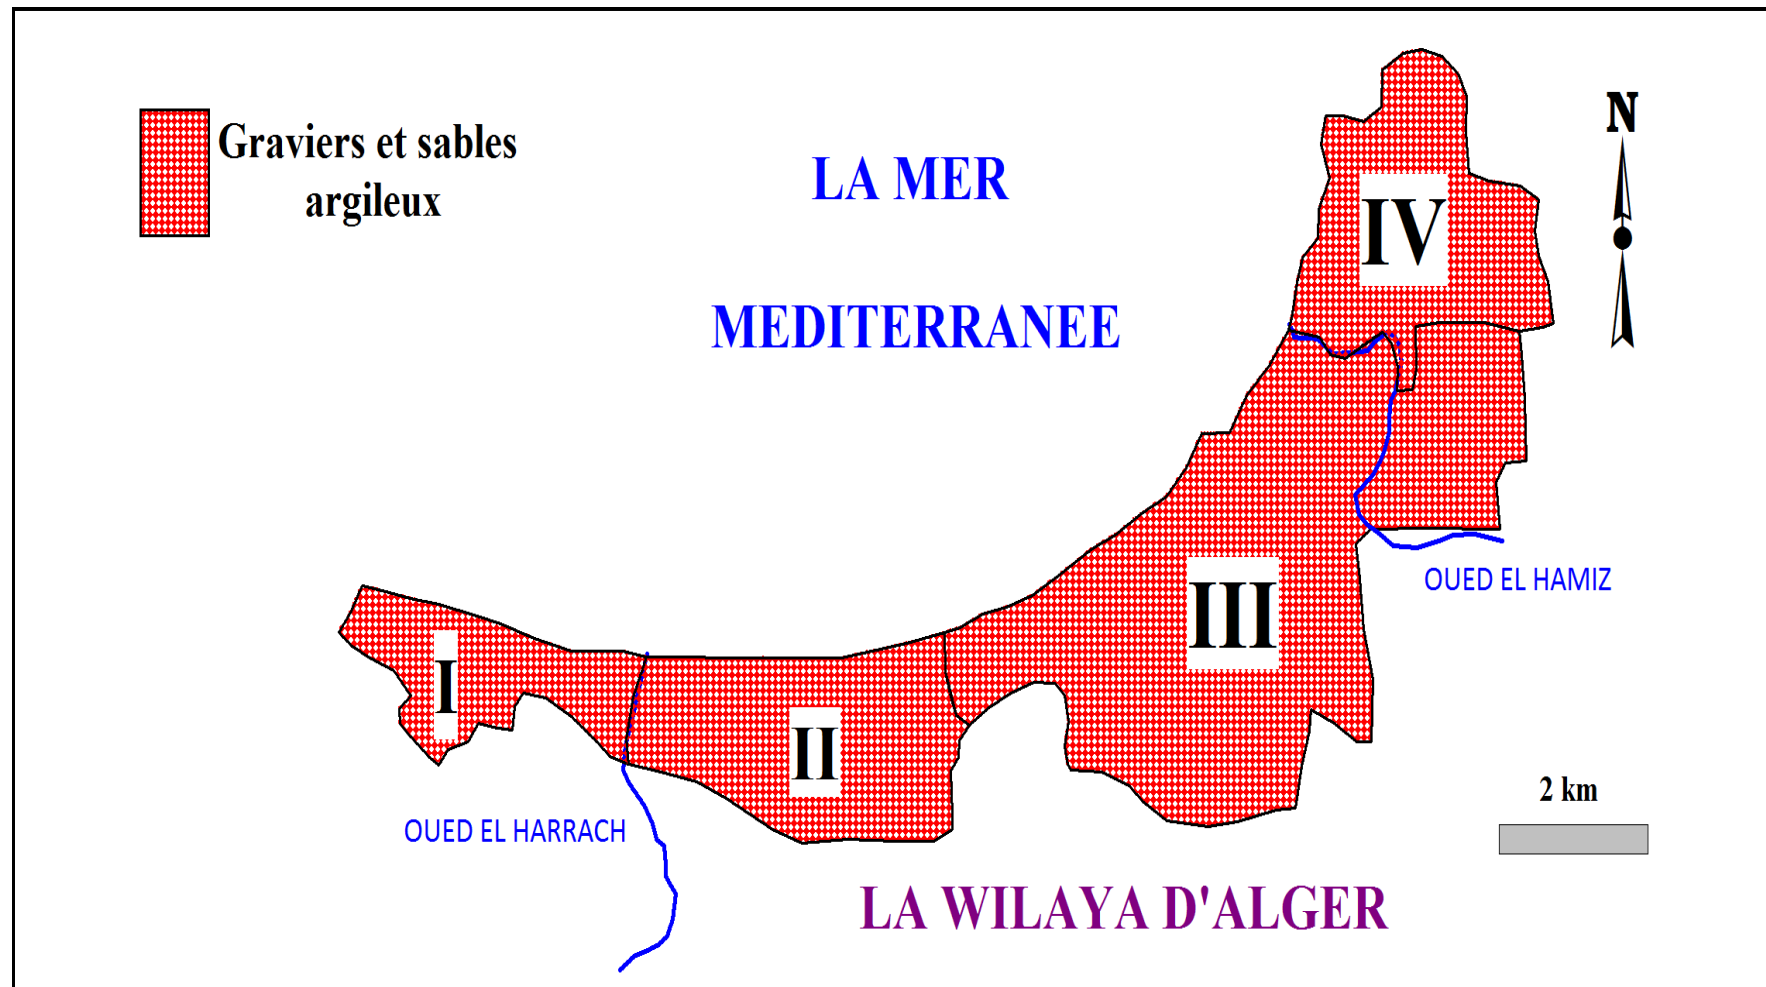 Graviers et sables
argileux
LA MER
MEDITERRANEE
N
IV
III
I
II
OUED EL HAMIZ
OUED EL HARRACH
2 km
LA WILAYA D'ALGER